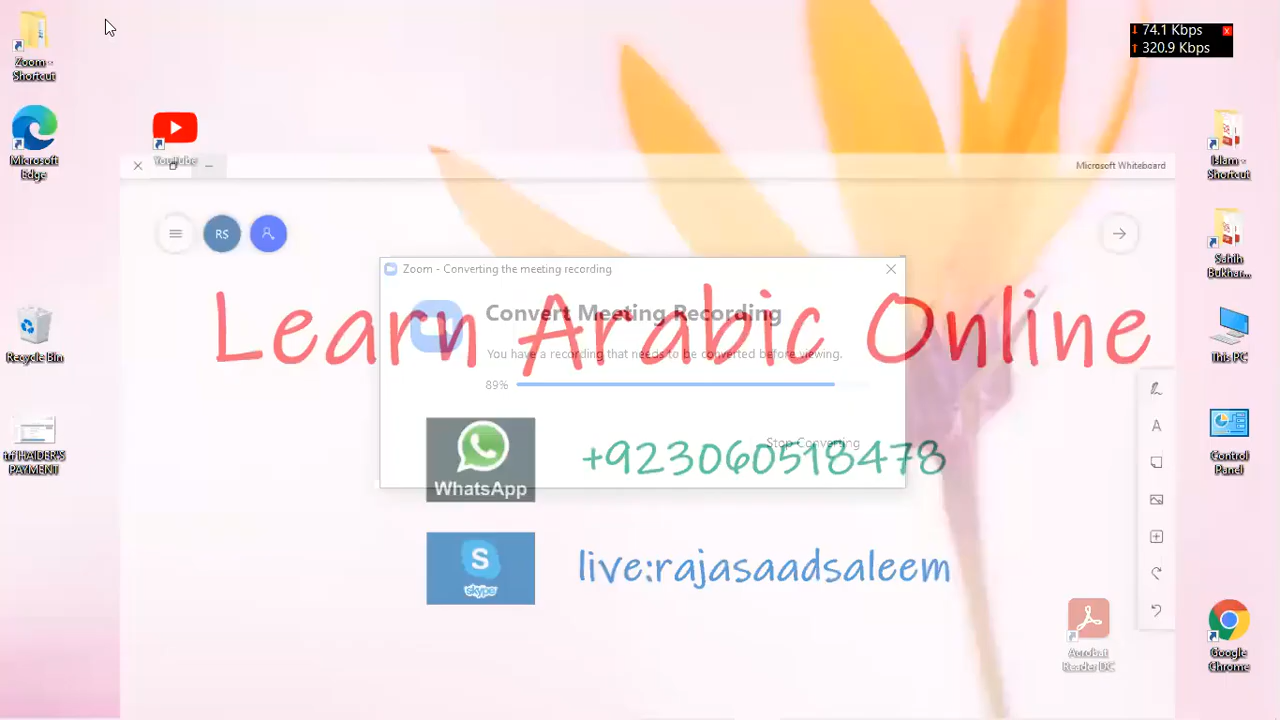 Zoom -
Shortcut
74.1 Kbps
x
320.9 Kbps
Microsoft
Edge
Youtube
Microsoft Whiteboard
Islam -
Shortcut
RS
Sahih
Bukhar...
Zoom - Converting the meeting recording
Convert Meeting Recording
You have a recording that needs to be converted before viewing.
89%
Stop Converting
Learn Arabic Online
Recycle Bin
This PC
WhatsApp
+923060518478
HAIDER'S
PAYMENT
A
Control
Panel
S
skype
live:rajasaadsaleem
Acrobat
Reader DC
Google
Chrome